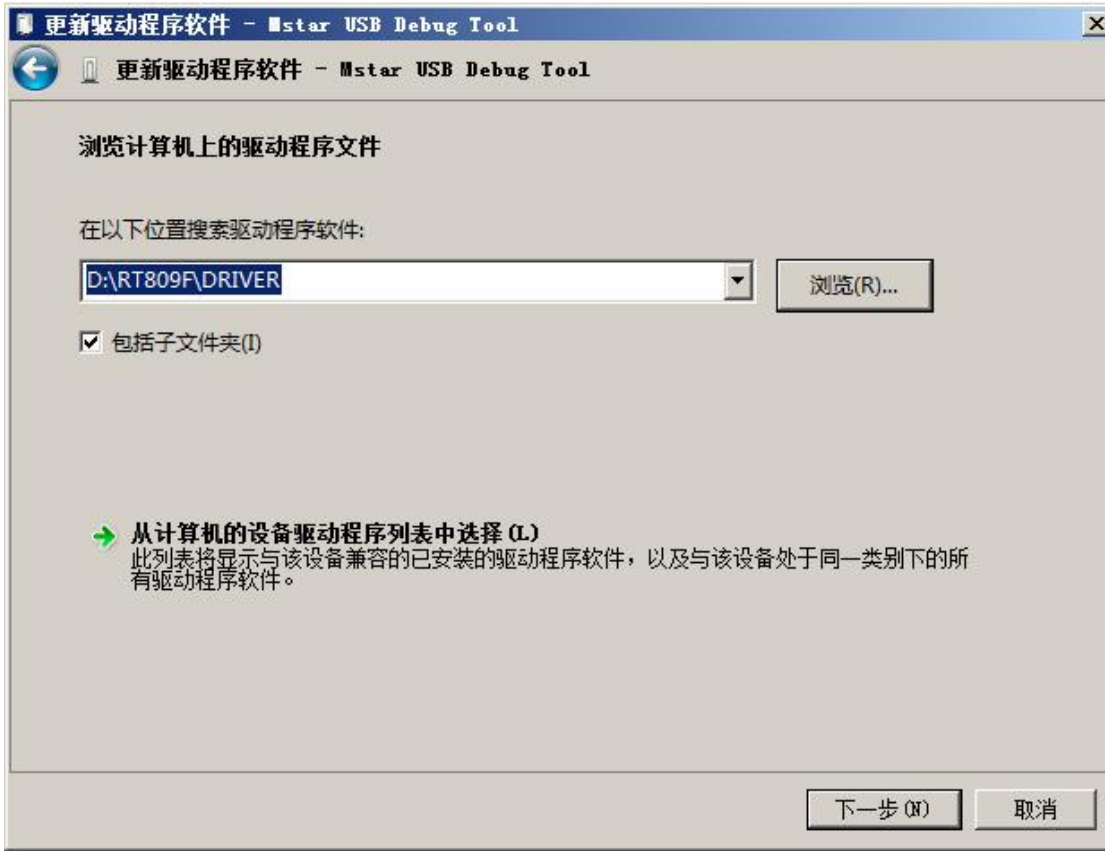 更新驱动程序软件 - Mstar USB Debug Tool
更新驱动程序软件 - Mstar USB Debug Tool
浏览计算机上的驱动程序文件
在以下位置搜索驱动程序软件:
D:\RT809F\DRIVER
浏览(R)...
包括子文件夹(I)
从计算机的设备驱动程序列表中选择(L)
此列表将显示与该设备兼容的已安装的驱动程序软件，以及与该设备处于同一类别下的所
有驱动程序软件。
下一步(N)
取消